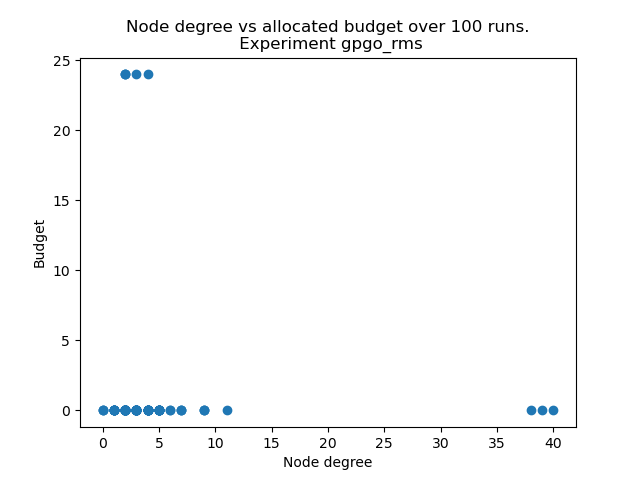 Node degree vs allocated budget over 100 runs.
Experiment gpgo_rms
25
20
15
10
5
0
Budget
0 5 10 15 20 25 30 35 40
Node degree